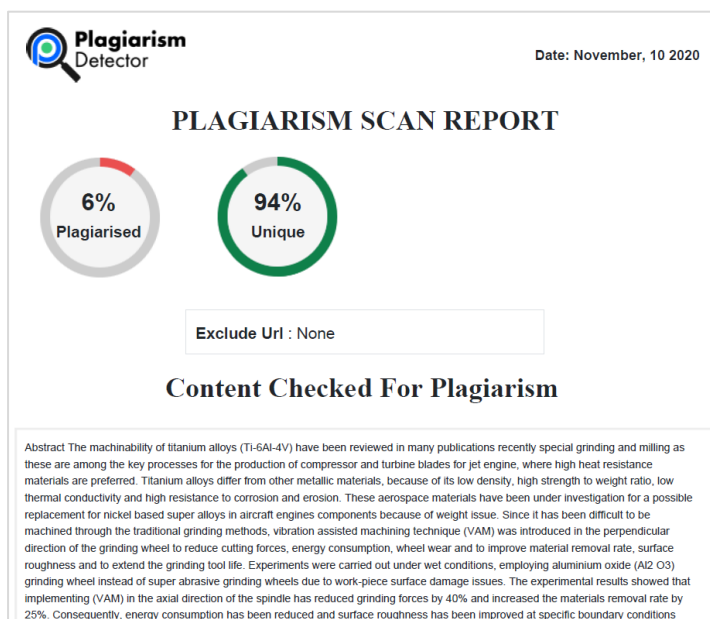 Plagiarism
Detector
Date: November, 10 2020
PLAGIARISM SCAN REPORT
6%
Plagiarised
94%
Unique
Exclude Url : None
Content Checked For Plagiarism
Abstract The machinability of titanium alloys (Ti-6Al-4V) have been reviewed in many publications recently special grinding and milling as
these are among the key processes for the production of compressor and turbine blades for jet engine, where high heat resistance
materials are preferred. Titanium alloys differ from other metallic materials, because of its low density, high strength to weight ratio, low
thermal conductivity and high resistance to corrosion and erosion. These aerospace materials have been under investigation for a possible
replacement for nickel based super alloys in aircraft engines components because of weight issue. Since it has been difficult to be
machined through the traditional grinding methods, vibration assisted machining technique (VAM) was introduced in the perpendicular
direction of the grinding wheel to reduce cutting forces, energy consumption, wheel wear and to improve material removal rate, surface
roughness and to extend the grinding tool life. Experiments were carried out under wet conditions, employing aluminium oxide (Al2 O3)
grinding wheel instead of super abrasive grinding wheels due to work-piece surface damage issues. The experimental results showed that
implementing (VAM) in the axial direction of the spindle has reduced grinding forces by 40% and increased the materials removal rate by
25%. Consequently, energy consumption has been reduced and surface roughness has been improved at specific boundary conditions